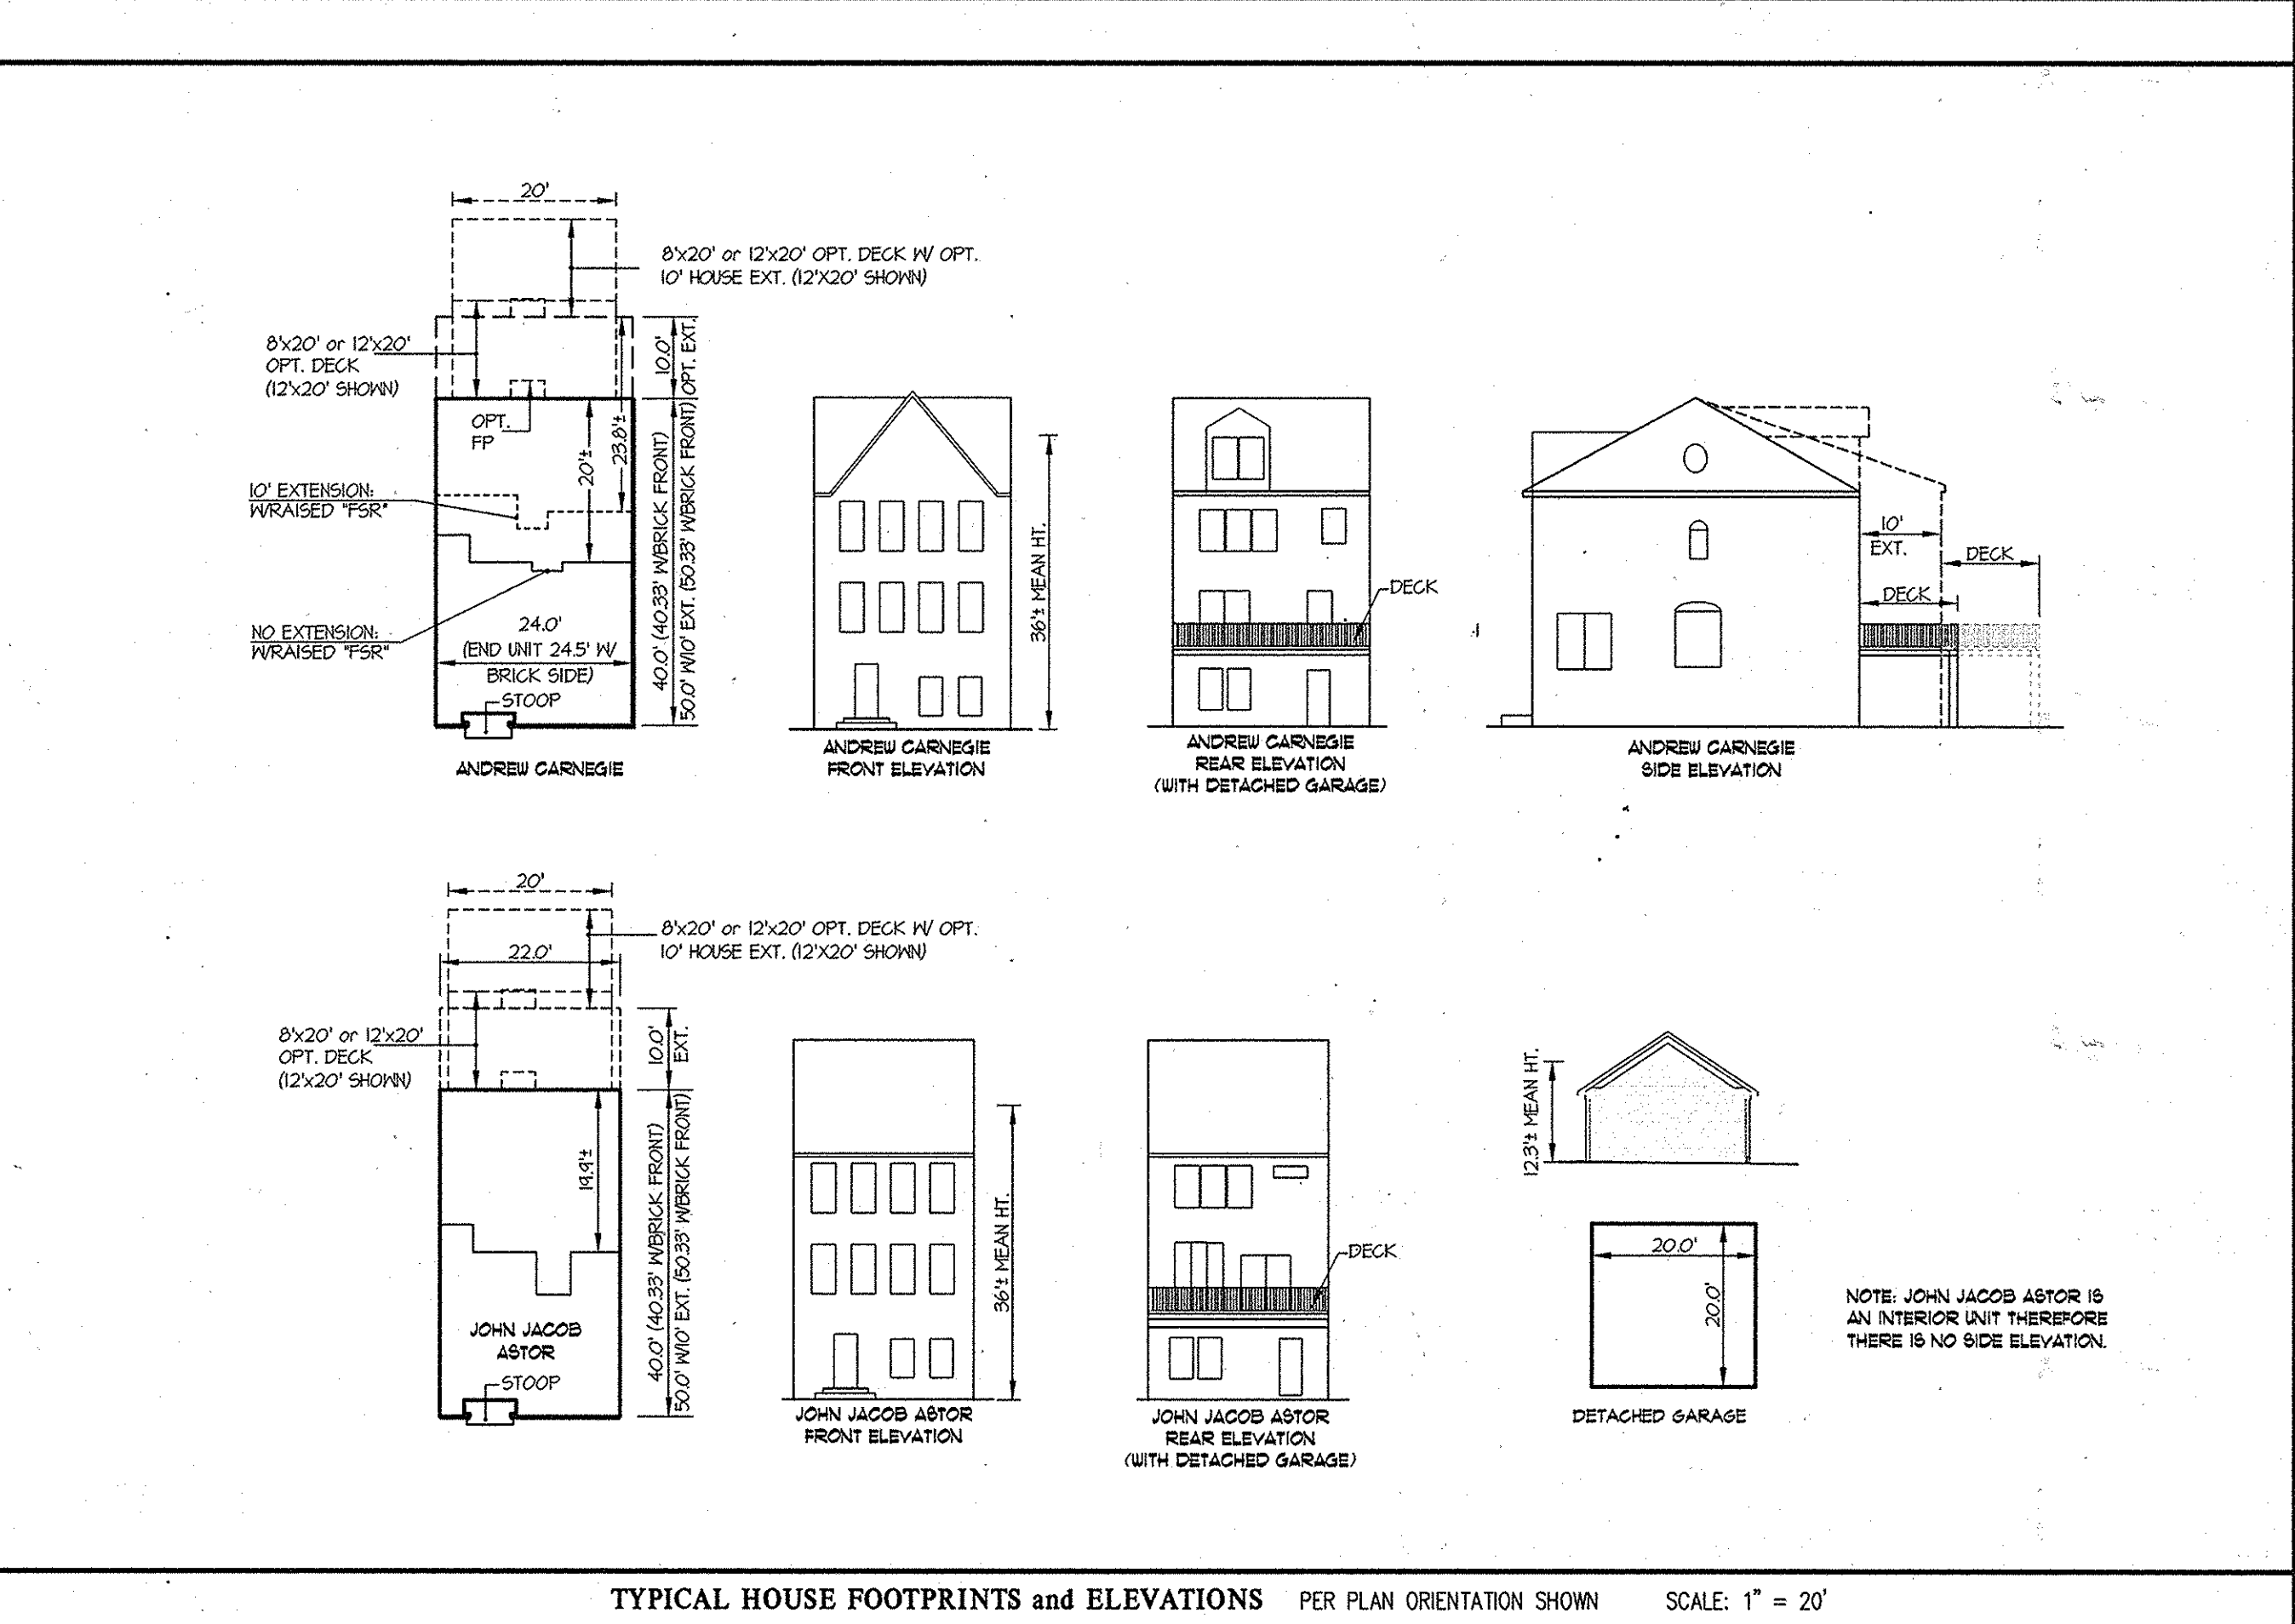 20'
8'x20' or 12'x20' OPT. DECK W/ OPT.
10' HOUSE EXT. (12'X20' SHOWN)
8'x20' or 12'x20'
OPT. DECK
(12'x20' SHOWN)
10.0'
OPT. EXT.
OPT.
FP
20'±
23.8'±
10' EXTENSION:
W/RAISED "FSR"
NO EXTENSION:
W/RAISED "FSR"
24.0'
(END UNIT 24.5' W/
BRICK SIDE)
STOOP
40.0' (40.33' W/BRICK FRONT)
50.0' W/10' EXT. (50.33' W/BRICK FRONT)
ANDREW CARNEGIE
36'± MEAN HT.
ANDREW CARNEGIE
FRONT ELEVATION
DECK
ANDREW CARNEGIE
REAR ELEVATION
(WITH DETACHED GARAGE)
10'
EXT.
DECK
DECK
ANDREW CARNEGIE
SIDE ELEVATION
20'
8'x20' or 12'x20' OPT. DECK W/ OPT.
10' HOUSE EXT. (12'X20' SHOWN)
22.0'
8'x20' or 12'x20'
OPT. DECK
(12'x20' SHOWN)
10.0'
EXT.
19.9'±
40.0' (40.33' W/BRICK FRONT)
50.0' W/10' EXT. (50.33' W/BRICK FRONT)
JOHN JACOB
ASTOR
STOOP
36'± MEAN HT.
JOHN JACOB ASTOR
FRONT ELEVATION
DECK
JOHN JACOB ASTOR
REAR ELEVATION
(WITH DETACHED GARAGE)
12.3'± MEAN HT.
20.0'
20.0'
DETACHED GARAGE
NOTE: JOHN JACOB ASTOR IS
AN INTERIOR UNIT THEREFORE
THERE IS NO SIDE ELEVATION.
TYPICAL HOUSE FOOTPRINTS and ELEVATIONS PER PLAN ORIENTATION SHOWN SCALE: 1" = 20'